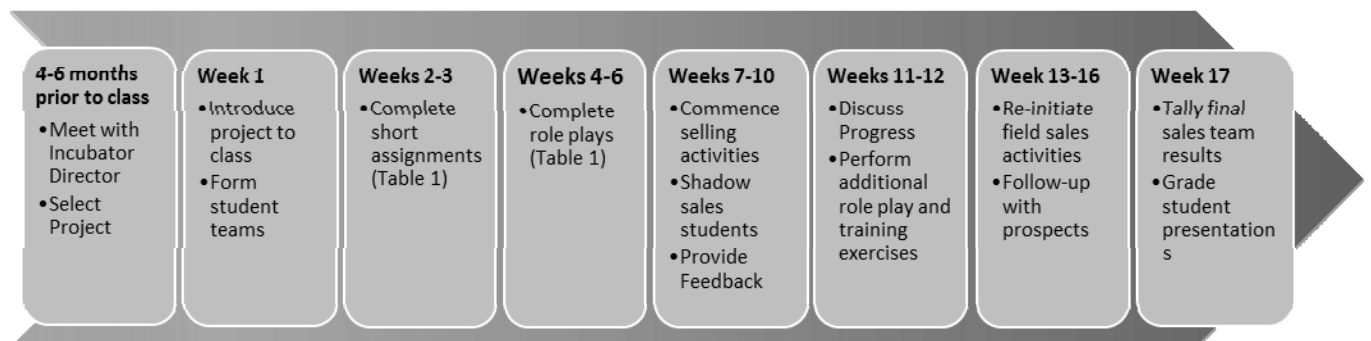 4-6 months
prior to class
•Meet with
Incubator
Director
•Select
Project
Week 1
•Introduce
project to
class
•Form
student
teams
Weeks 2-3
•Complete
short
assignments
(Table 1)
Weeks 4-6
•Complete
role plays
(Table 1)
Weeks 7-10
•Commence
selling
activities
•Shadow
sales
students
•Provide
Feedback
Weeks 11-12
•Discuss
Progress
•Perform
additional
role play and
training
exercises
Week 13-16
•Re-initiate
field sales
activities
•Follow-up
with
prospects
Week 17
•Tally final
sales team
results
•Grade
student
presentation
s